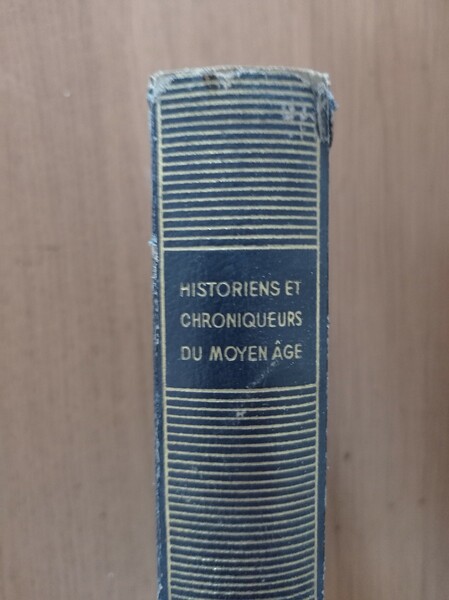 HISTORIENS ET
CHRONIQUEURS
DU MOYEN ÂGE